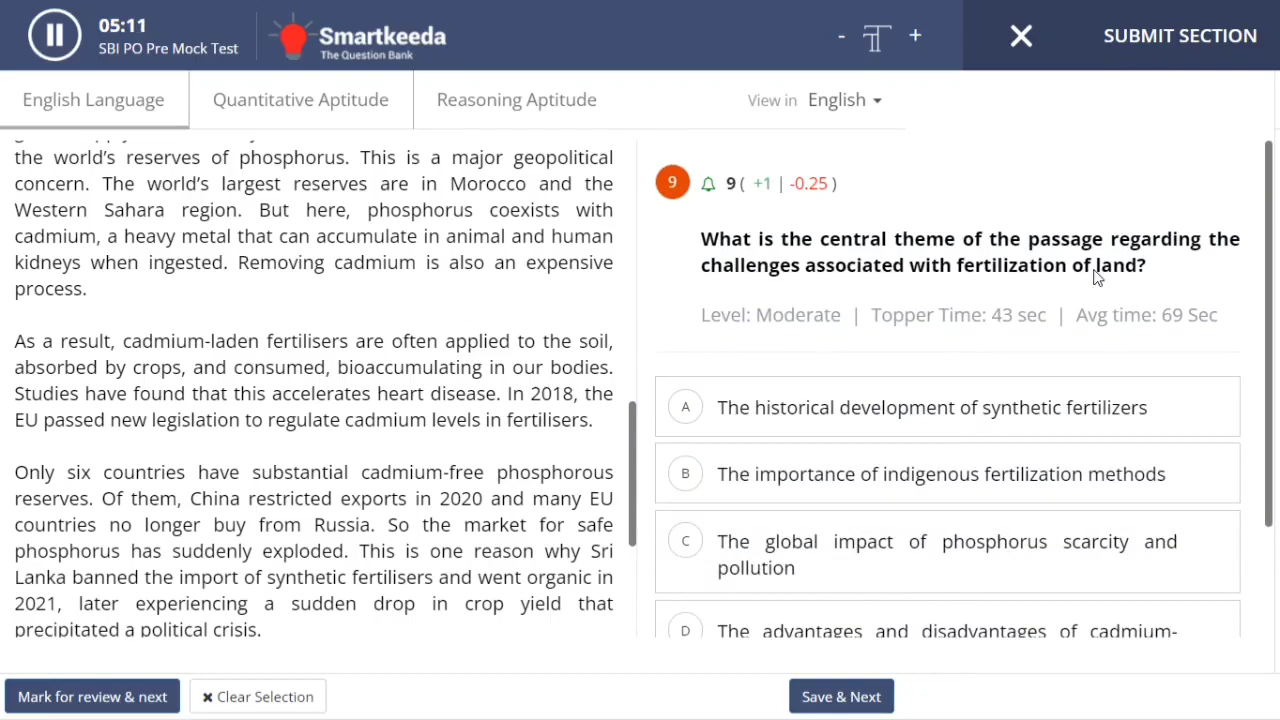 05:11
SBI PO Pre Mock Test
Smartkeeda
The Question Bank
- T +
SUBMIT SECTION
English Language
Quantitative Aptitude
Reasoning Aptitude
View in English
the world's reserves of phosphorus. This is a major geopolitical
concern. The world's largest reserves are in Morocco and the
Western Sahara region. But here, phosphorus coexists with
cadmium, a heavy metal that can accumulate in animal and human
kidneys when ingested. Removing cadmium is also an expensive
process.
As a result, cadmium-laden fertilisers are often applied to the soil,
absorbed by crops, and consumed, bioaccumulating in our bodies.
Studies have found that this accelerates heart disease. In 2018, the
EU passed new legislation to regulate cadmium levels in fertilisers.
Only six countries have substantial cadmium-free phosphorous
reserves. Of them, China restricted exports in 2020 and many EU
countries no longer buy from Russia. So the market for safe
phosphorus has suddenly exploded. This is one reason why Sri
Lanka banned the import of synthetic fertilisers and went organic in
2021, later experiencing a sudden drop in crop yield that
precipitated a political crisis.
9 9 ( +1 | -0.25 )
What is the central theme of the passage regarding the
challenges associated with fertilization of land?
Level: Moderate | Topper Time: 43 sec | Avg time: 69 Sec
A The historical development of synthetic fertilizers
B The importance of indigenous fertilization methods
C The global impact of phosphorus scarcity and
pollution
D The advantages and disadvantages of cadmium-
Mark for review & next
Clear Selection
Save & Next